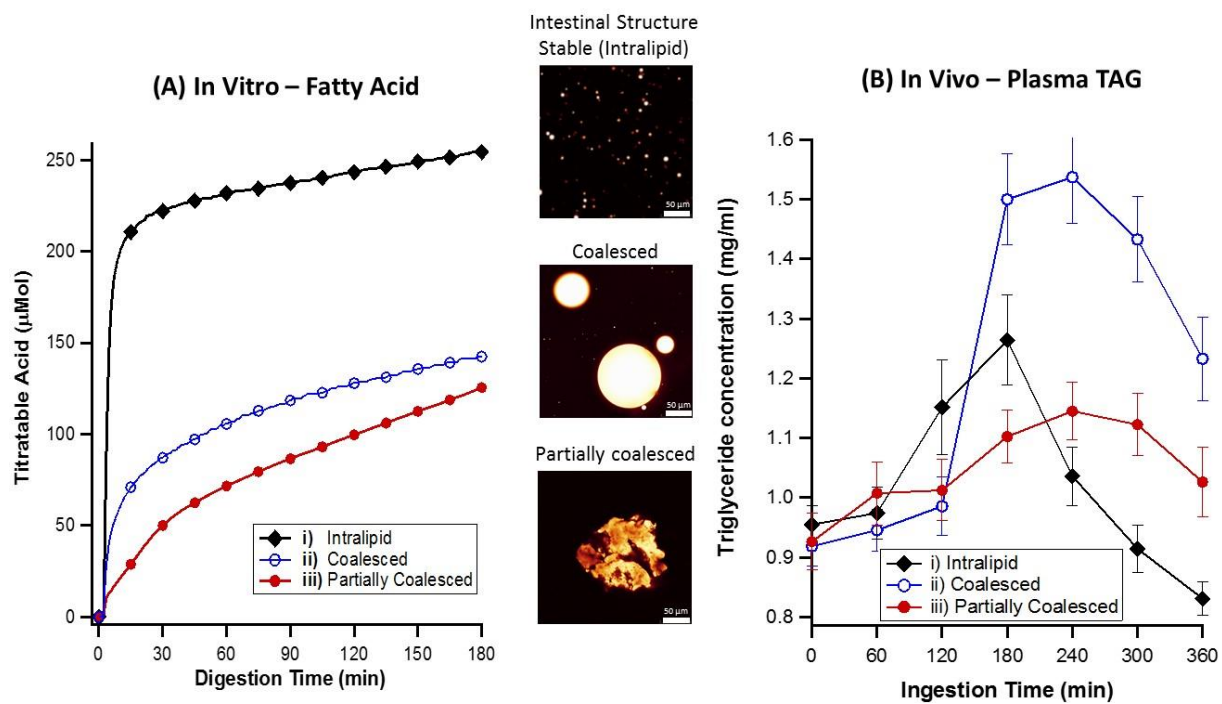 (A) In Vitro – Fatty Acid
Titratable Acid (μMol)
250
200
150
100
50
0
i) Intralipid
ii) Coalesced
iii) Partially Coalesced
0 30 60 90 120 150 180
Digestion Time (min)
Intestinal Structure
Stable (Intralipid)
50 μm
Coalesced
50 μm
Partially coalesced
50 μm
(B) In Vivo – Plasma TAG
Triglyceride concentration (mg/ml)
1.6
1.5
1.4
1.3
1.2
1.1
1.0
0.9
0.8
i) Intralipid
ii) Coalesced
iii) Partially Coalesced
0 60 120 180 240 300 360
Ingestion Time (min)